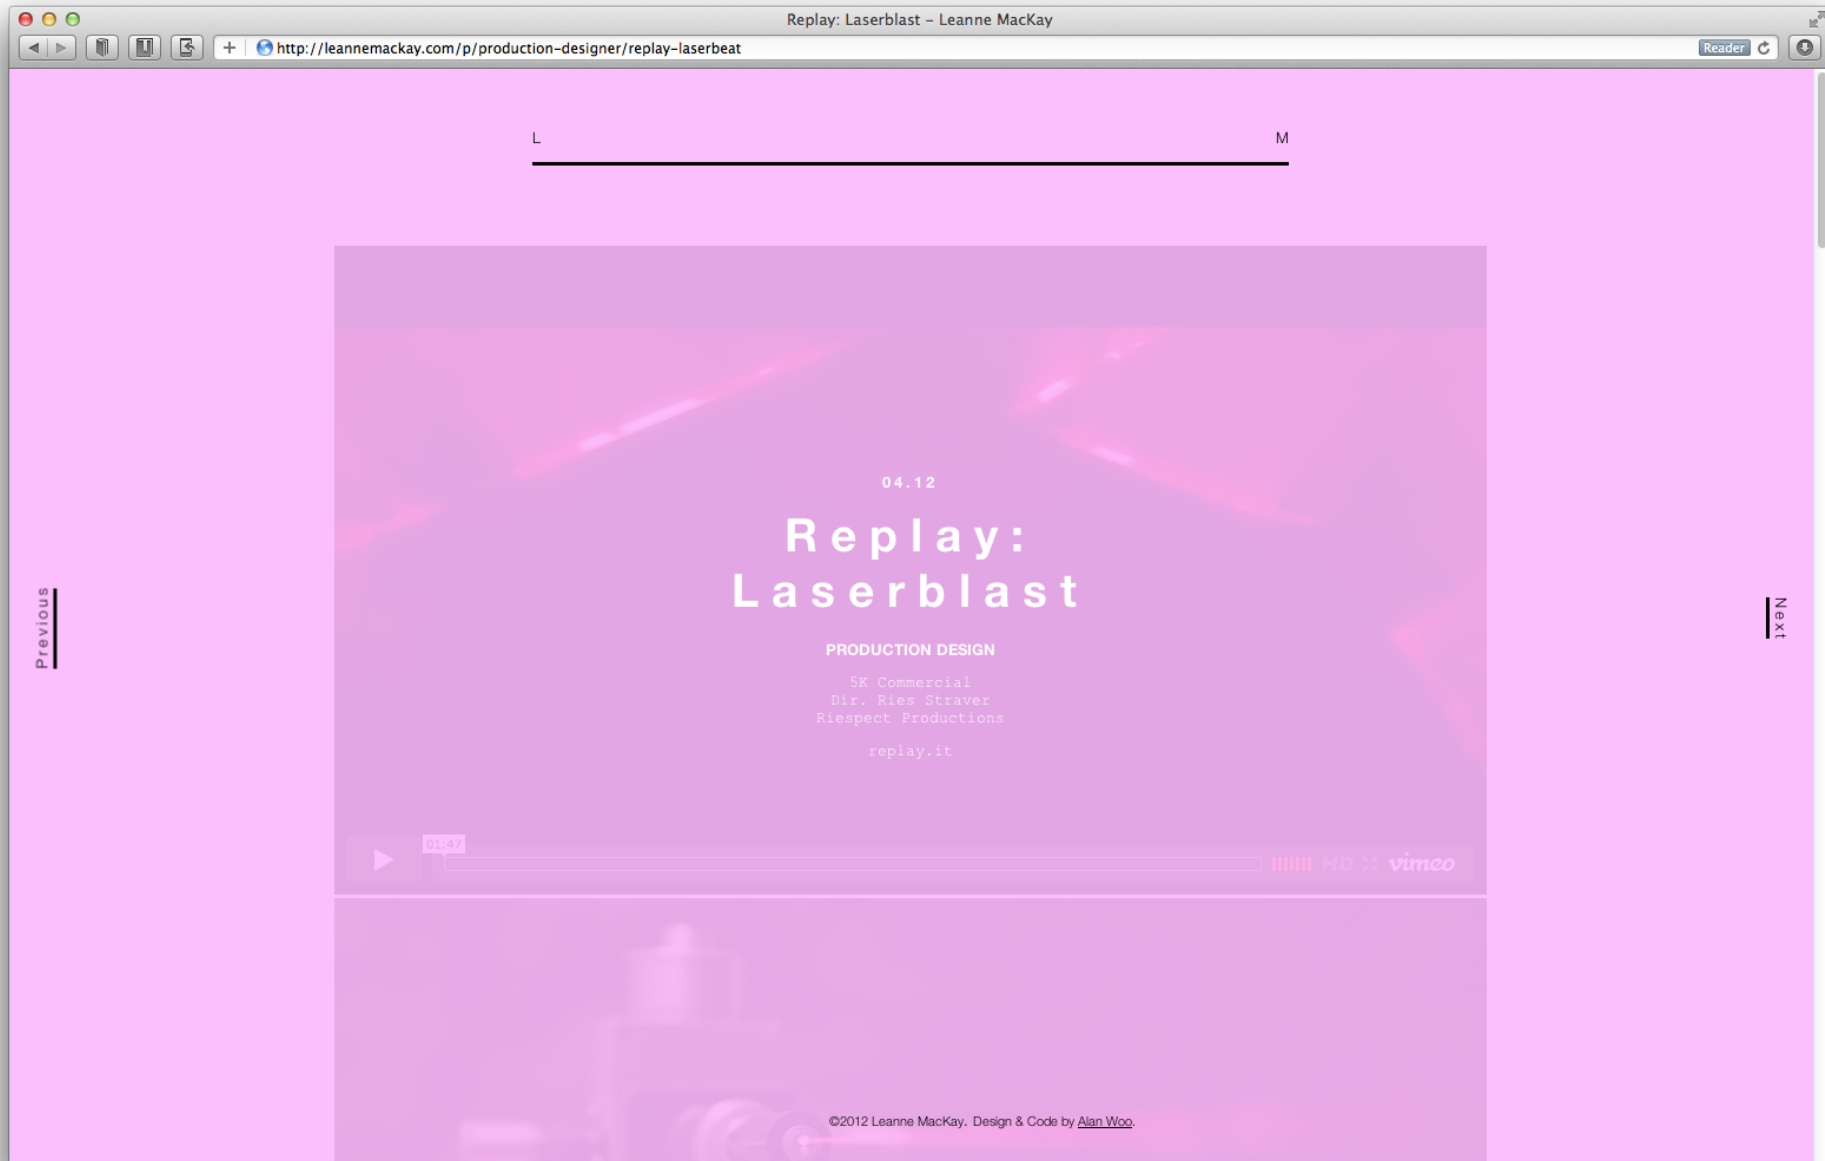 Replay: Laserblast – Leanne MacKay
http://leannemackay.com/p/production-designer/replay-laserbeat
Reader
L
M
04.12
Replay:
Laserblast
PRODUCTION DESIGN
5K Commercial
Dir. Ries Straver
Riespect Productions
replay.it
Previous
Next
01:47
HD
vimeo
©2012 Leanne MacKay. Design & Code by Alan Woo.